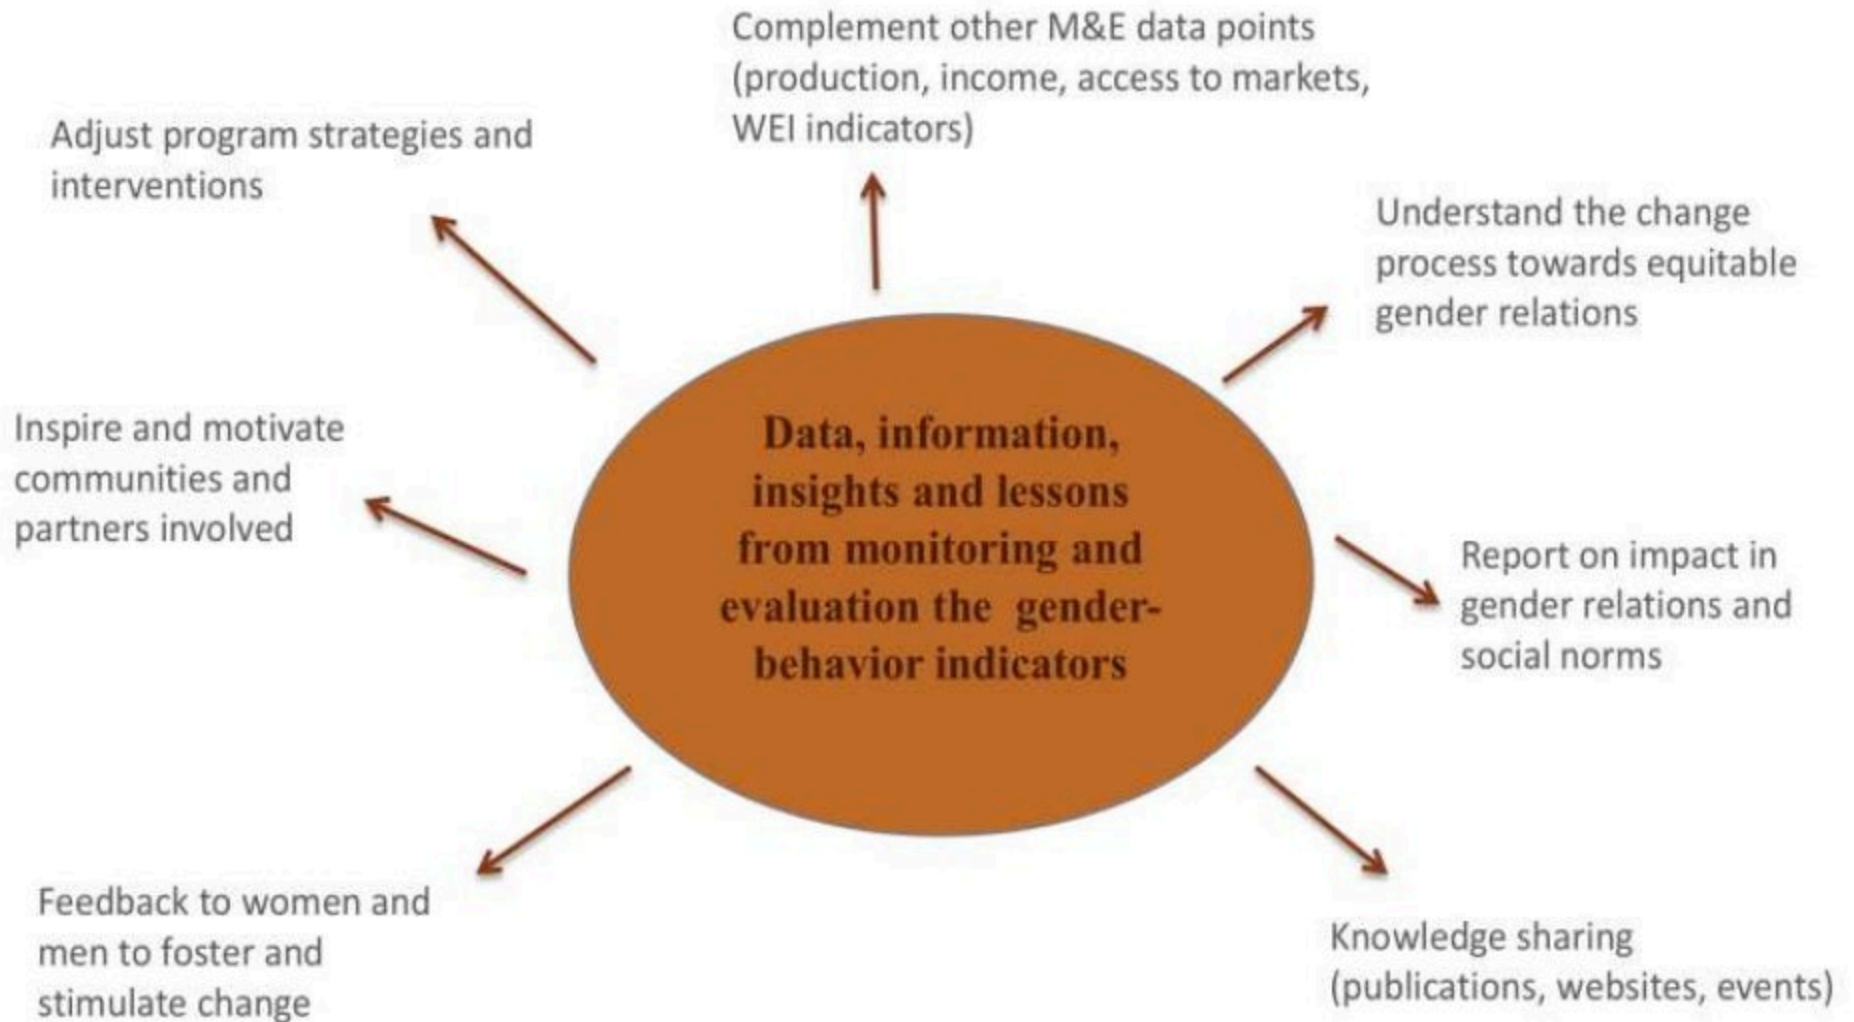 Complement other M&E data points
(production, income, access to markets,
WEI indicators)
Adjust program strategies and
interventions
Understand the change
process towards equitable
gender relations
Inspire and motivate
communities and
partners involved
Data, information,
insights and lessons
from monitoring and
evaluation the gender-
behavior indicators
Report on impact in
gender relations and
social norms
Feedback to women and
men to foster and
stimulate change
Knowledge sharing
(publications, websites, events)